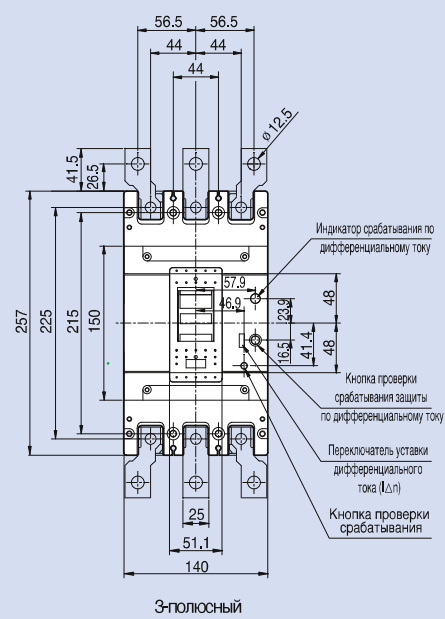 56.5 56.5
44 44
44
ø12.5
41.5
26.5
Индикатор срабатывания по
дифференциальному току
57.9
46.9
23.9
48
257
225
215
150
16.5
41.4
48
Кнопка проверки
срабатывания защиты
по дифференциальному току
Переключатель уставки
дифференциального
тока (I△n)
Кнопка проверки
срабатывания
25
51.1
140
3-полюсный